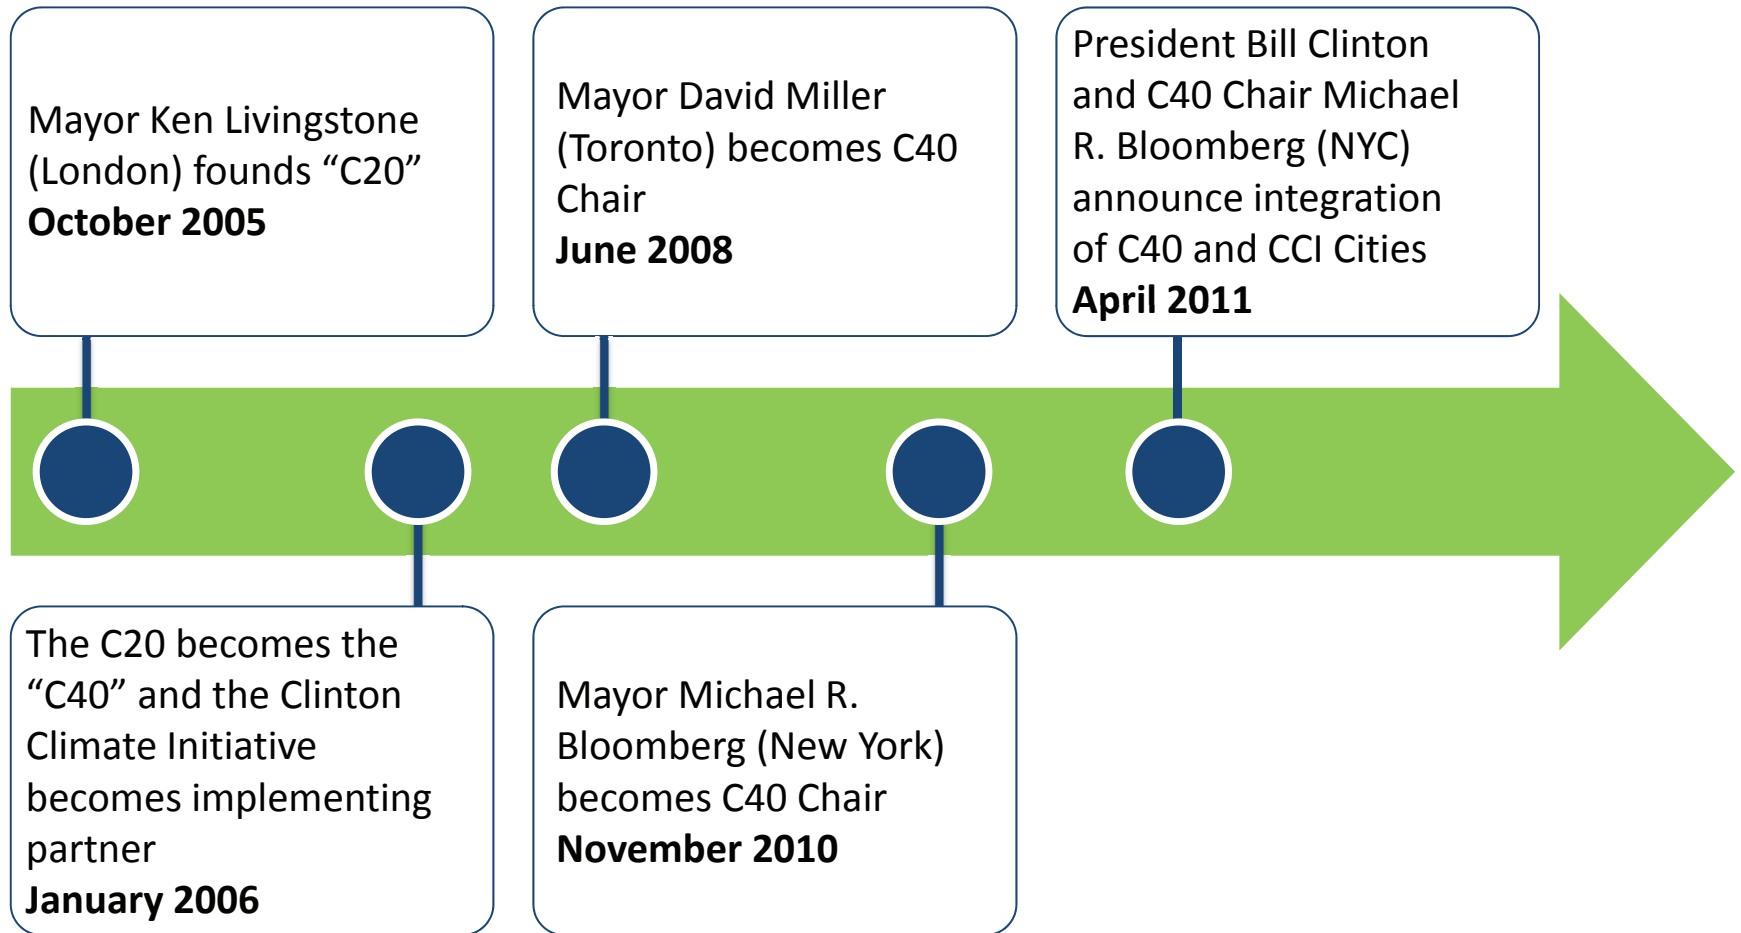 Mayor Ken Livingstone
(London) founds “C20”
October 2005
The C20 becomes the
“C40” and the Clinton
Climate Initiative
becomes implementing
partner
January 2006
Mayor David Miller
(Toronto) becomes C40
Chair
June 2008
Mayor Michael R.
Bloomberg (New York)
becomes C40 Chair
November 2010
President Bill Clinton
and C40 Chair Michael
R. Bloomberg (NYC)
announce integration
of C40 and CCI Cities
April 2011